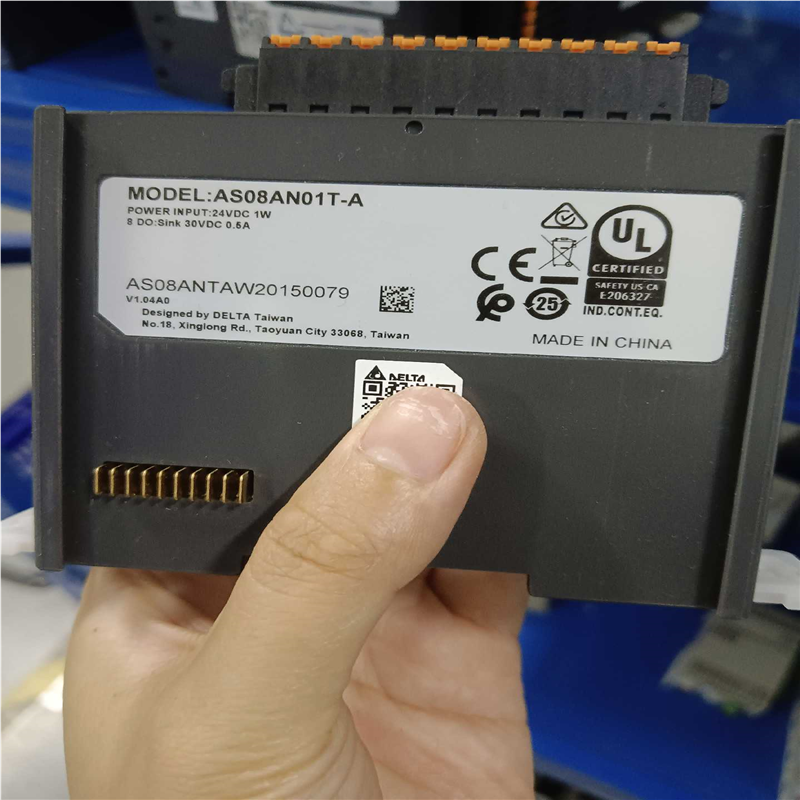 MODEL:AS08AN01T-A
POWER INPUT:24VDC 1W
8 DO:Sink 30VDC 0.5A
AS08ANTAW20150079
V1.04A0
Designed by DELTA Taiwan
No.18, Xinglong Rd., Taoyuan City 33068, Taiwan
CE
25
UL
CERTIFIED
SAFETY US-CA
E206327
IND.CONT.EQ.
MADE IN CHINA
DELTA